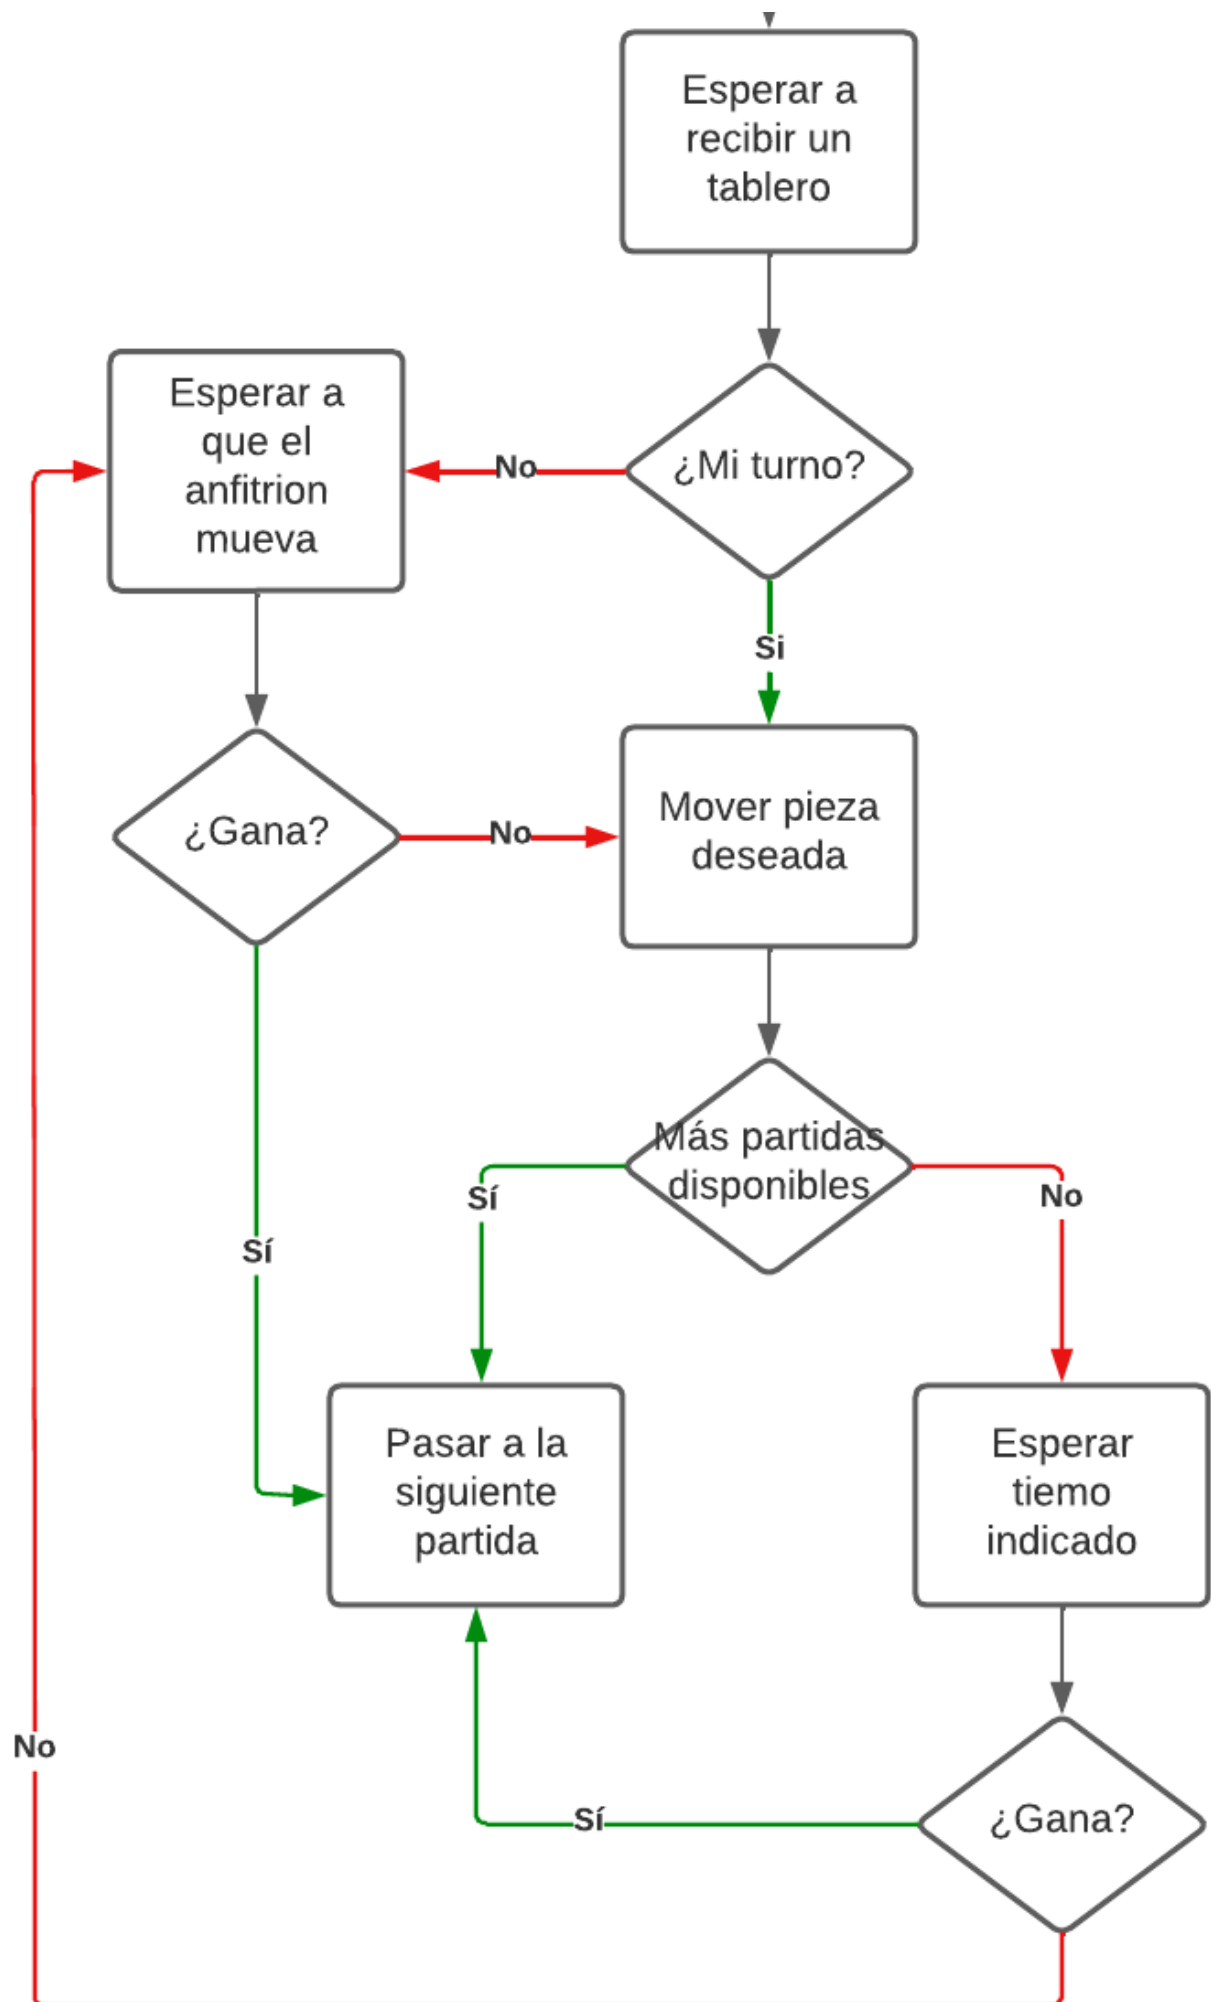 Esperar a
recibir un
tablero
Esperar a
que el
anfitrion
mueva
No
¿Mi turno?
Si
¿Gana?
No
Mover pieza
deseada
Más partidas
disponibles
Sí
No
Sí
Pasar a la
siguiente
partida
Esperar
tiemo
indicado
No
Sí
¿Gana?